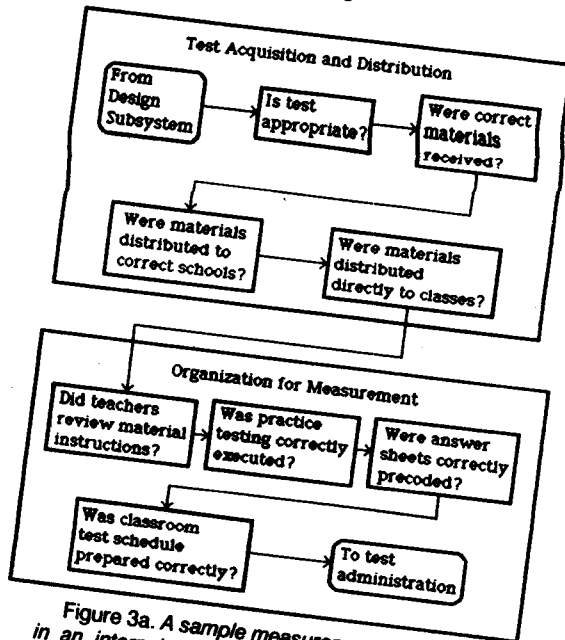 Test Acquisition and Distribution
From
Design
Subsystem
Is test
appropriate?
Were correct
materials
received?
Were materials
distributed to
correct schools?
Were materials
distributed
directly to classes?
Organization for Measurement
Did teachers
review material
instructions?
Was practice
testing correctly
executed?
Were answer
sheets correctly
precoded?
Was classroom
test schedule
prepared correctly?
To test
administration
Figure 3a. A sample
in an